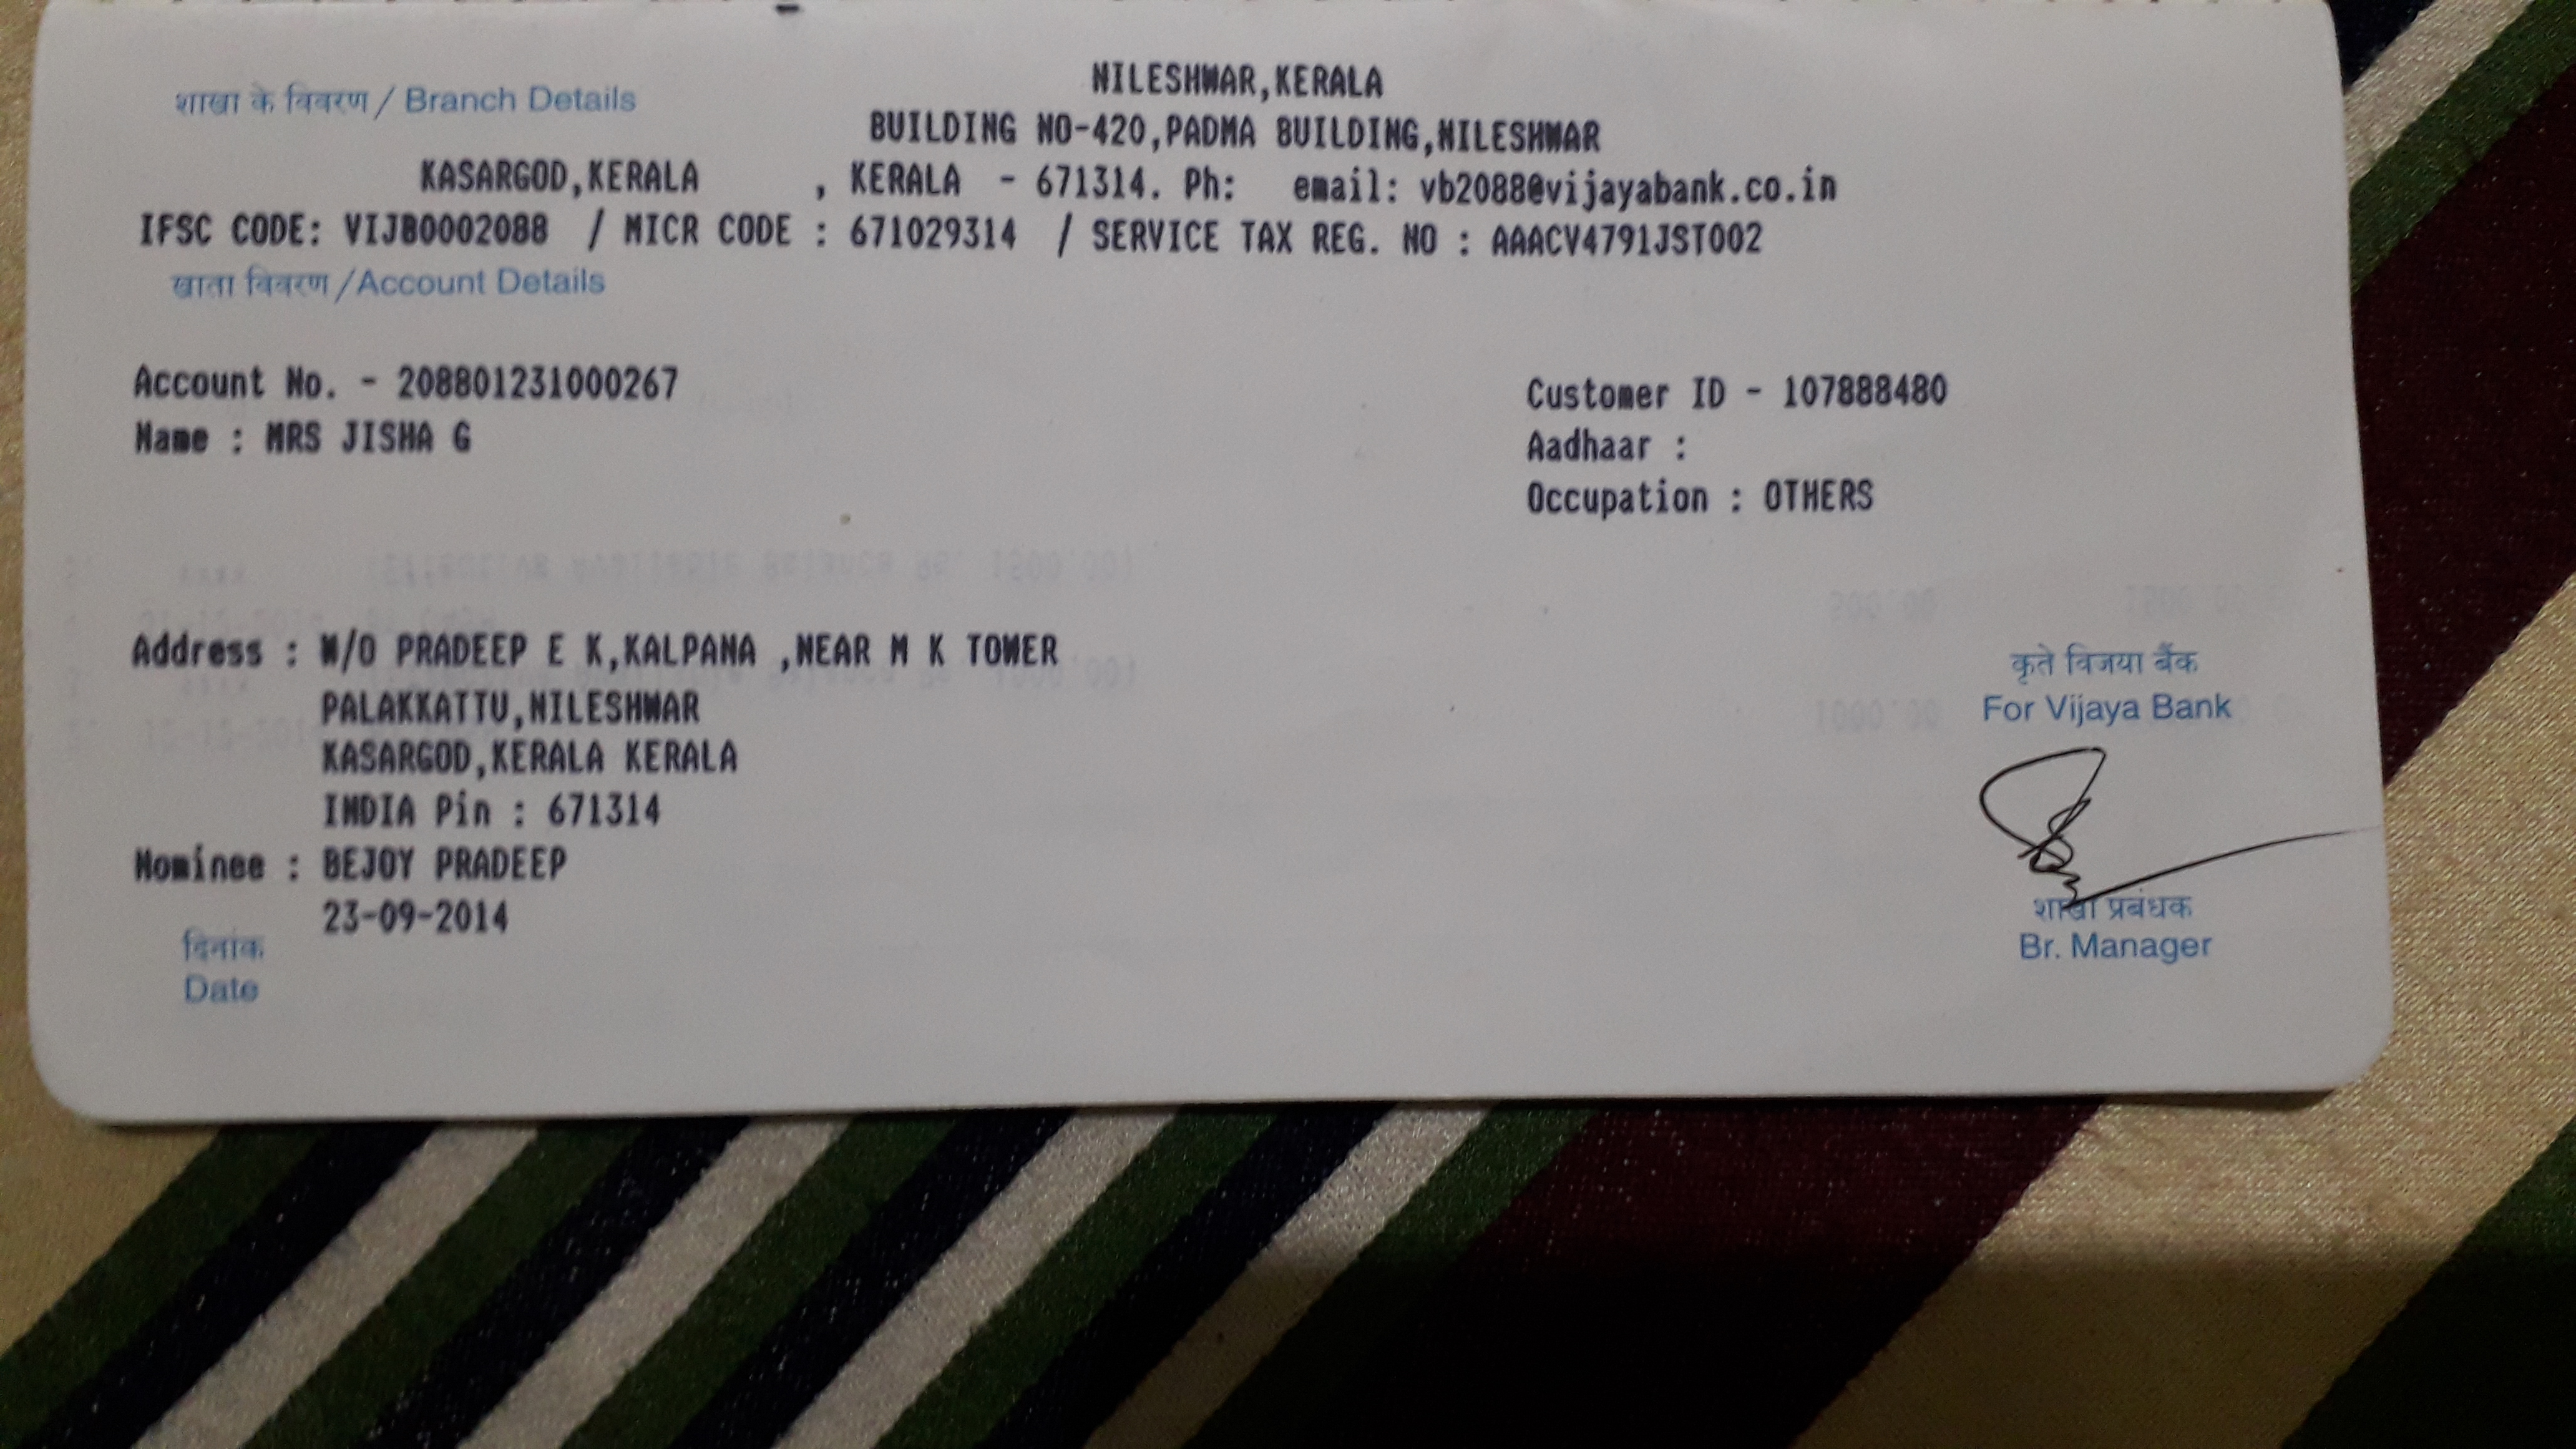 NILESHWAR,KERALA
शाखा के विवरण / Branch Details
BUILDING NO-420,PADMA BUILDING,NILESHWAR
KASARGOD,KERALA , KERALA - 671314. Ph: email: vb2088@vijayabank.co.in
IFSC CODE: VIJB0002088 / MICR CODE : 671029314 / SERVICE TAX REG. NO : AAACV4791JST002
खाता विवरण /Account Details
Account No. - 208801231000267
Customer ID - 107888480
Name : MRS JISHA G
Aadhaar :
Occupation : OTHERS
Address : W/O PRADEEP E K,KALPANA ,NEAR M K TOWER
PALAKKATTU,NILESHWAR
KASARGOD,KERALA KERALA
INDIA Pin : 671314
Nominee : BEJOY PRADEEP
23-09-2014
दिनांक
Date
कृते विजया बैंक
For Vijaya Bank
शाखा प्रबंधक
Br. Manager